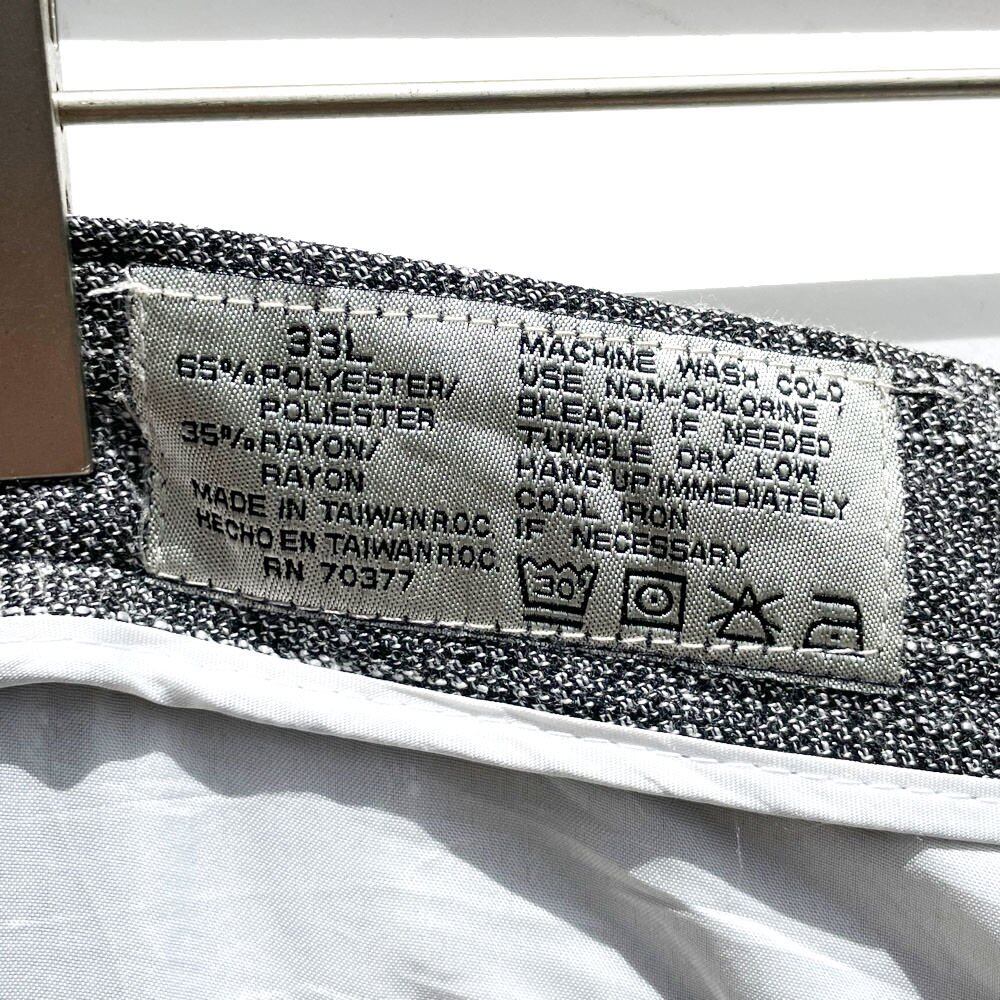 33L
65% POLYESTER/
POLIESTER
35% RAYON/
RAYON
MADE IN TAIWAN R.O.C.
HECHO EN TAIWAN R.O.C.
RN 70377
MACHINE WASH COLD,
USE NON-CHLORINE
BLEACH IF NEEDED
TUMBLE DRY LOW
HANG UP IMMEDIATELY
COOL IRON
IF NECESSARY
30°